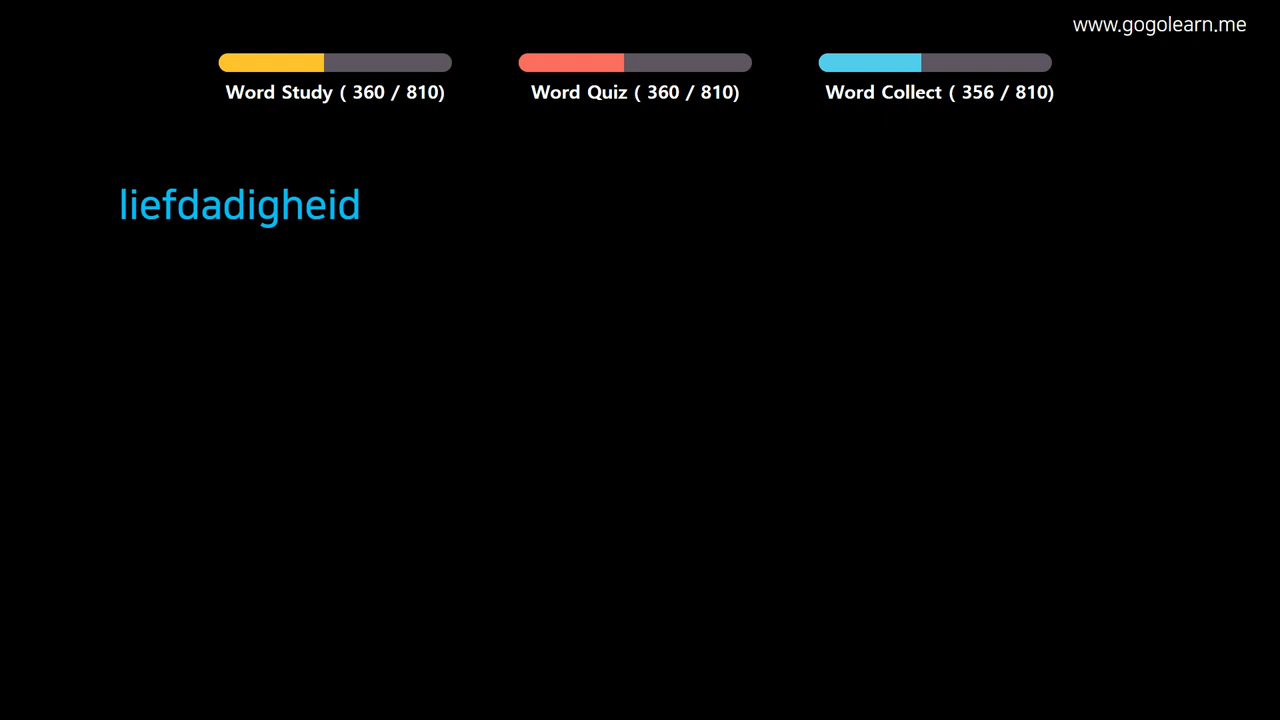 www.gogolearn.me
Word Study ( 360 / 810)
Word Quiz ( 360 / 810)
Word Collect ( 356 / 810)
liefdadigheid